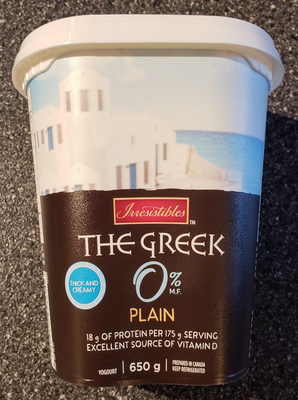 Irresistibles TM
THE GREEK
0% M.F.
THICK AND
CREAMY
PLAIN
18 g OF PROTEIN PER 175 g SERVING
EXCELLENT SOURCE OF VITAMIN D
YOGOURT 650 g
PREPARED IN CANADA
KEEP REFRIGERATED